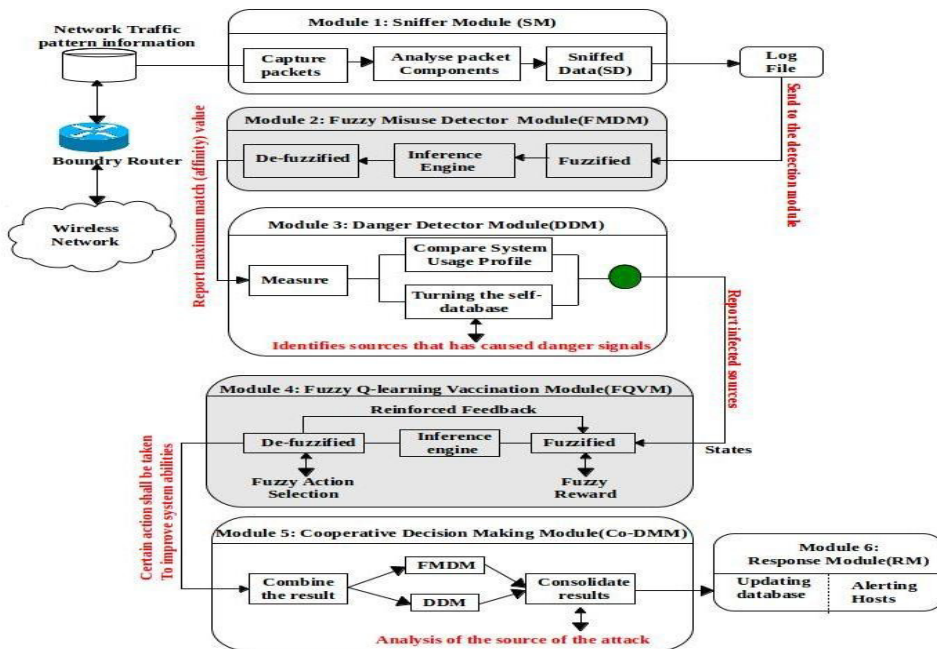 Module 1: Sniffer Module (SM)
Network Traffic
pattern information
Capture
packets
Analyse packet
Components
Sniffed
Data(SD)
Log
File
Send to the detection module
Boundry Router
Wireless
Network
Module 2: Fuzzy Misuse Detector Module(FMDM)
De-fuzzified
Inference
Engine
Fuzzified
Report maximum match (affinity) value
Module 3: Danger Detector Module(DDM)
Measure
Compare System
Usage Profile
Turning the self-
database
Identifies sources that has caused danger signals
Report infected sources
Module 4: Fuzzy Q-learning Vaccination Module(FQVM)
Reinforced Feedback
De-fuzzified
Inference
engine
Fuzzified
States
Fuzzy Action
Selection
Fuzzy
Reward
Certain action shall be taken
To improve system abilities
Module 5: Cooperative Decision Making Module(Co-DMM)
Combine
the result
FMDM
DDM
Consolidate
results
Analysis of the source of the attack
Module 6:
Response Module(RM)
Updating
database
Alerting
Hosts